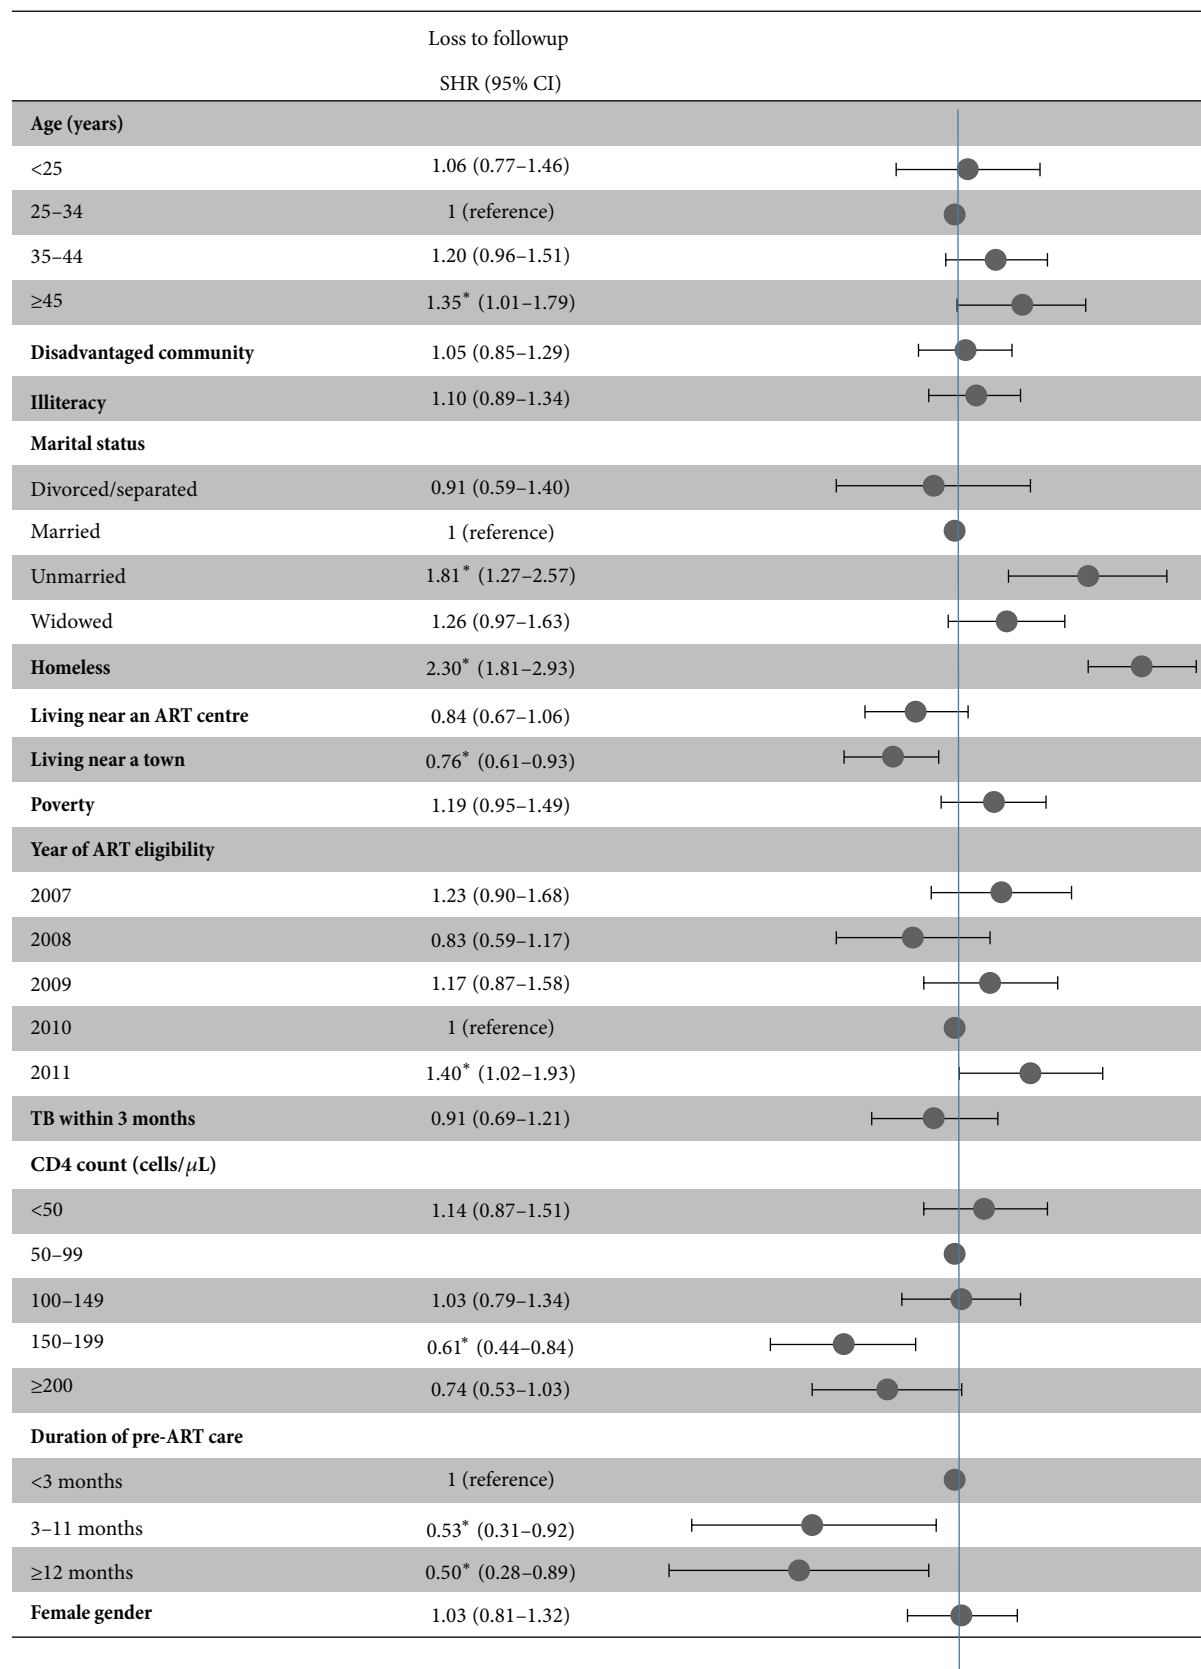 Loss to followup
SHR (95% CI)
Age (years)
<25 1.06 (0.77–1.46)
25–34 1 (reference)
35–44 1.20 (0.96–1.51)
≥45 1.35* (1.01–1.79)
Disadvantaged community 1.05 (0.85–1.29)
Illiteracy 1.10 (0.89–1.34)
Marital status
Divorced/separated 0.91 (0.59–1.40)
Married 1 (reference)
Unmarried 1.81* (1.27–2.57)
Widowed 1.26 (0.97–1.63)
Homeless 2.30* (1.81–2.93)
Living near an ART centre 0.84 (0.67–1.06)
Living near a town 0.76* (0.61–0.93)
Poverty 1.19 (0.95–1.49)
Year of ART eligibility
2007 1.23 (0.90–1.68)
2008 0.83 (0.59–1.17)
2009 1.17 (0.87–1.58)
2010 1 (reference)
2011 1.40* (1.02–1.93)
TB within 3 months 0.91 (0.69–1.21)
CD4 count (cells/μL)
<50 1.14 (0.87–1.51)
50–99
100–149 1.03 (0.79–1.34)
150–199 0.61* (0.44–0.84)
≥200 0.74 (0.53–1.03)
Duration of pre-ART care
<3 months 1 (reference)
3–11 months 0.53* (0.31–0.92)
≥12 months 0.50* (0.28–0.89)
Female gender 1.03 (0.81–1.32)